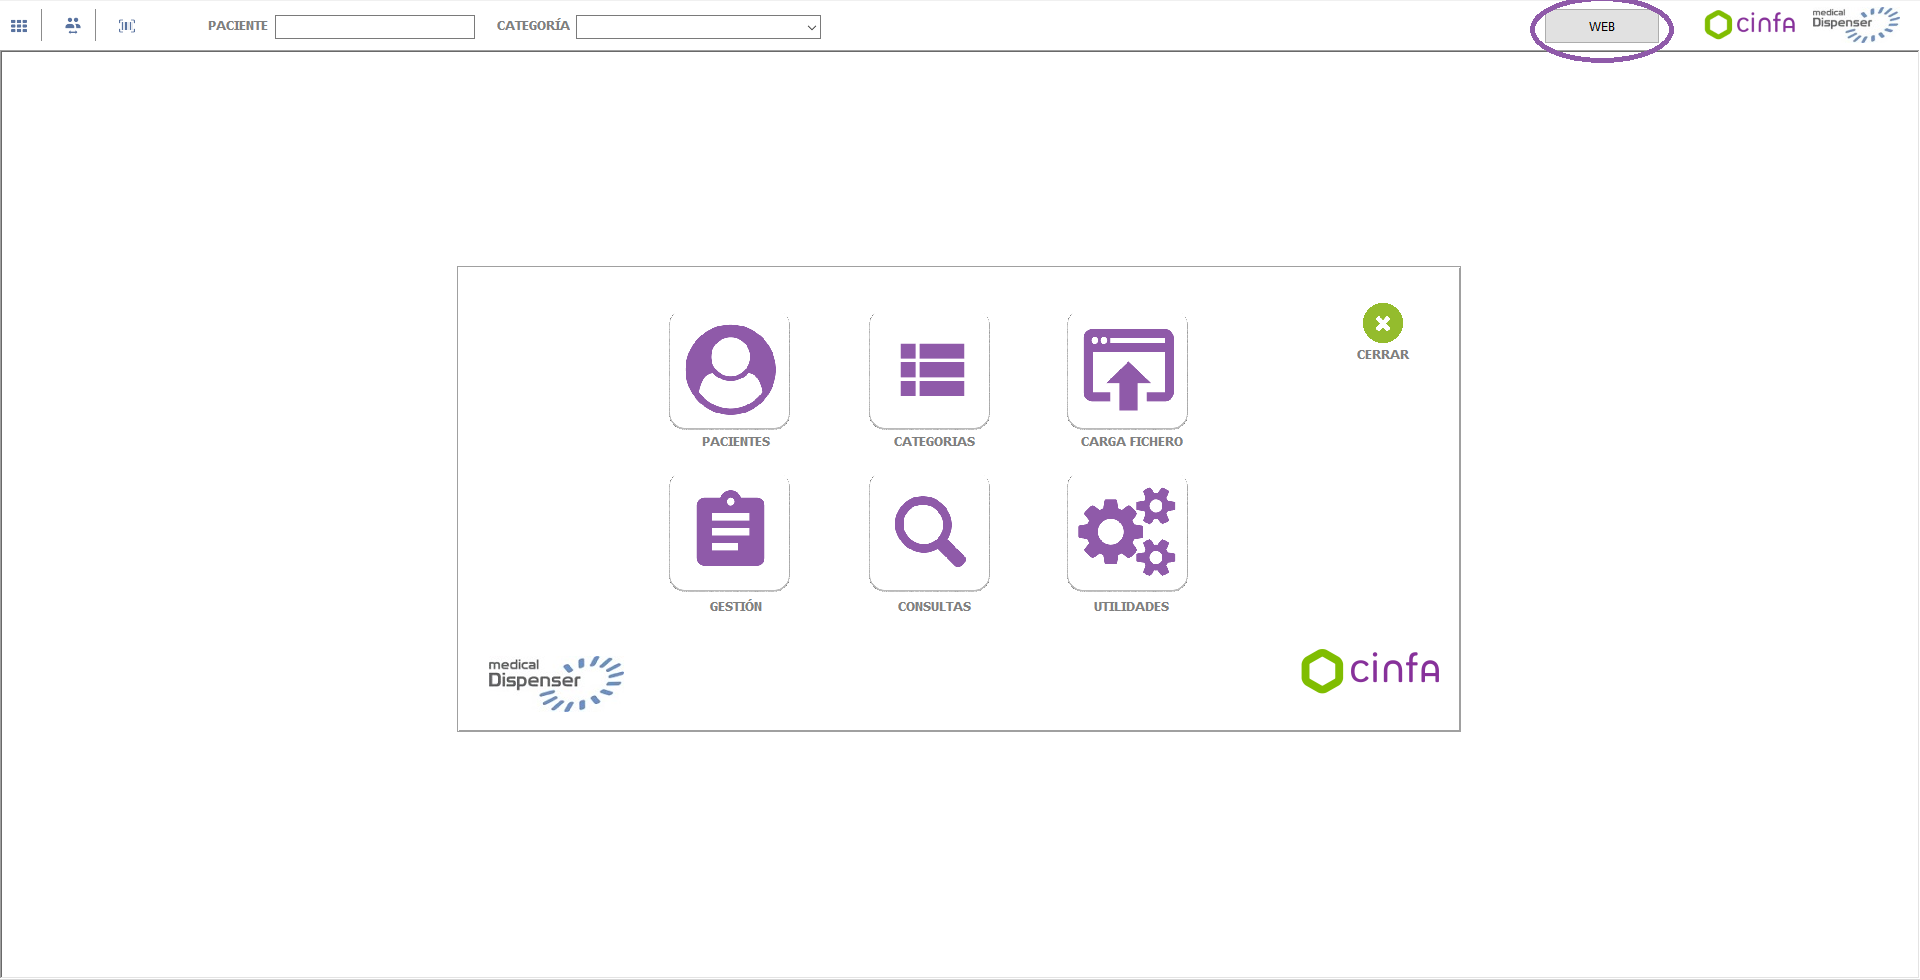 PACIENTE
CATEGORÍA
WEB
cinfa
medical
Dispenser
CERRAR
PACIENTES
CATEGORIAS
CARGA FICHERO
GESTIÓN
CONSULTAS
UTILIDADES
medical
Dispenser
cinfa